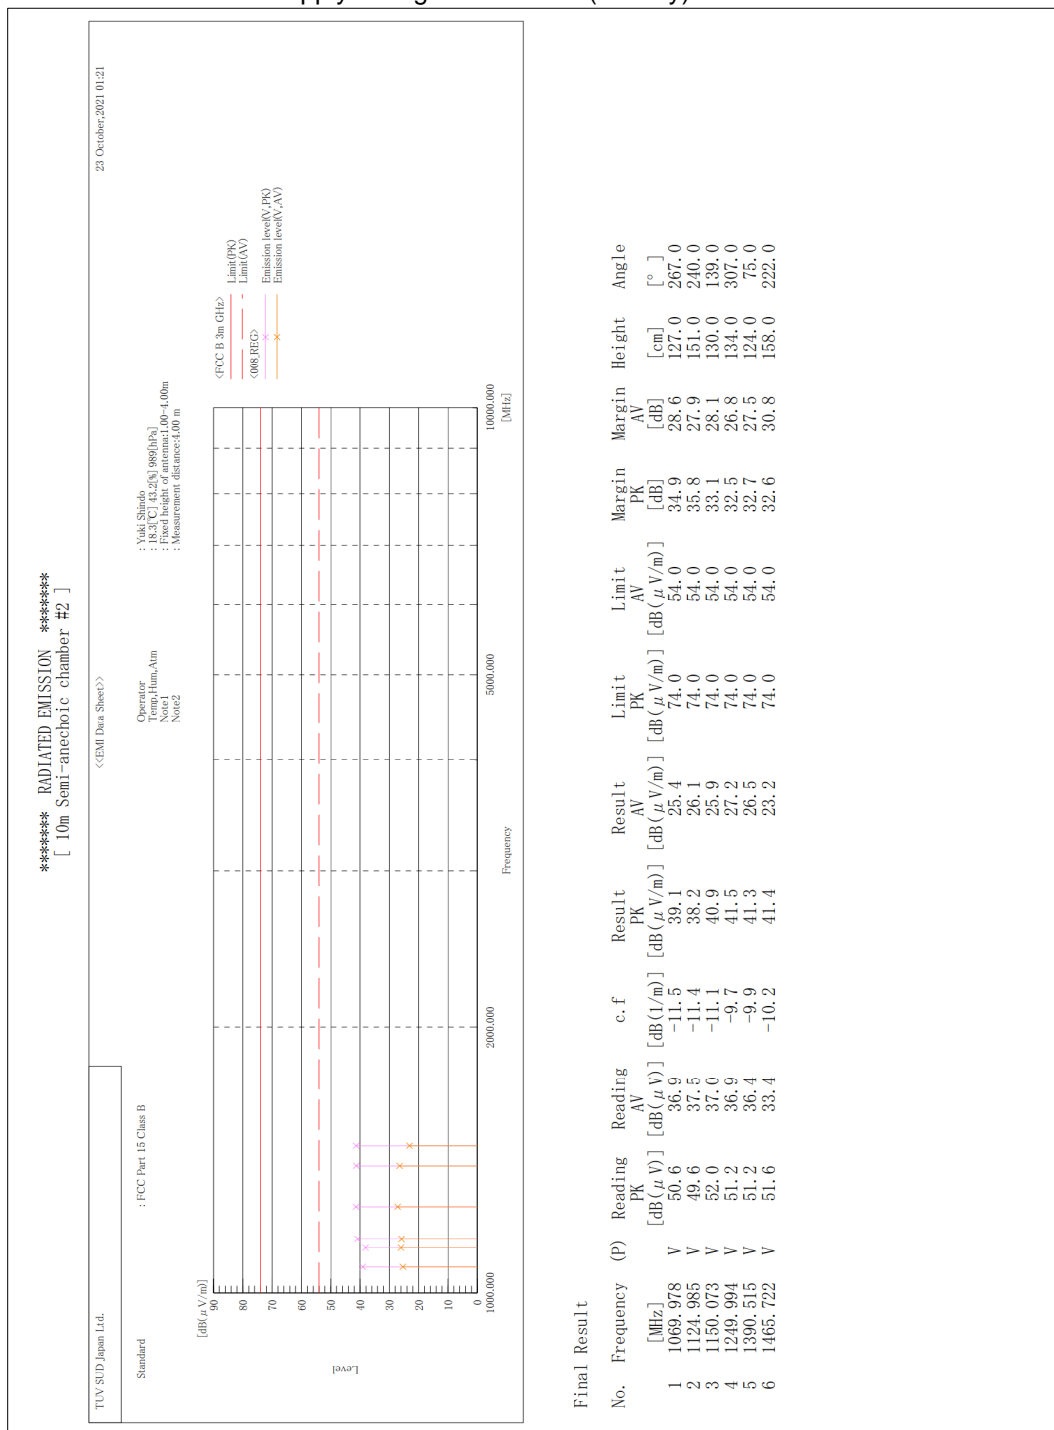 ******* RADIATED EMISSION *******
[ 10m Semi-anechoic chamber #2 ]
TUV SUD Japan Ltd.
<<EMI Data Sheet>>
23 October,2021 01:21
Standard : FCC Part 15 Class B
Operator : Yuki Shindo
Temp,Hum,Atm : 18.3[℃] 43.2[%] 989[hPa]
Note1 : Fixed height of antenna:1.00-4.00m
Note2 : Measurement distance:4.00 m
[dB(μV/m)]
90
80
70
60
50
40
30
20
10
0
Level
1000.000
2000.000
5000.000
10000.000
[MHz]
Frequency
<FCC B 3m GHz>
Limit(PK)
Limit(AV)
<008_REG>
Emission level(V,PK)
Emission level(V,AV)
Final Result
No. Frequency (P) Reading Reading c.f Result Result Limit Limit Margin Margin Height Angle
PK AV PK AV PK AV PK AV
[MHz] [dB(μV)] [dB(μV)] [dB(1/m)] [dB(μV/m)] [dB(μV/m)] [dB(μV/m)] [dB(μV/m)] [dB] [dB] [cm] [°]
1 1069.978 V 50.6 36.9 -11.5 39.1 25.4 74.0 54.0 34.9 28.6 127.0 267.0
2 1124.985 V 49.6 37.5 -11.4 38.2 26.1 74.0 54.0 35.8 27.9 151.0 240.0
3 1150.073 V 52.0 37.0 -11.1 40.9 25.9 74.0 54.0 33.1 28.1 130.0 139.0
4 1249.994 V 51.2 36.9 -9.7 41.5 27.2 74.0 54.0 32.5 26.8 134.0 307.0
5 1390.515 V 51.2 36.4 -9.9 41.3 26.5 74.0 54.0 32.7 27.5 124.0 75.0
6 1465.722 V 51.6 33.4 -10.2 41.4 23.2 74.0 54.0 32.6 30.8 158.0 222.0